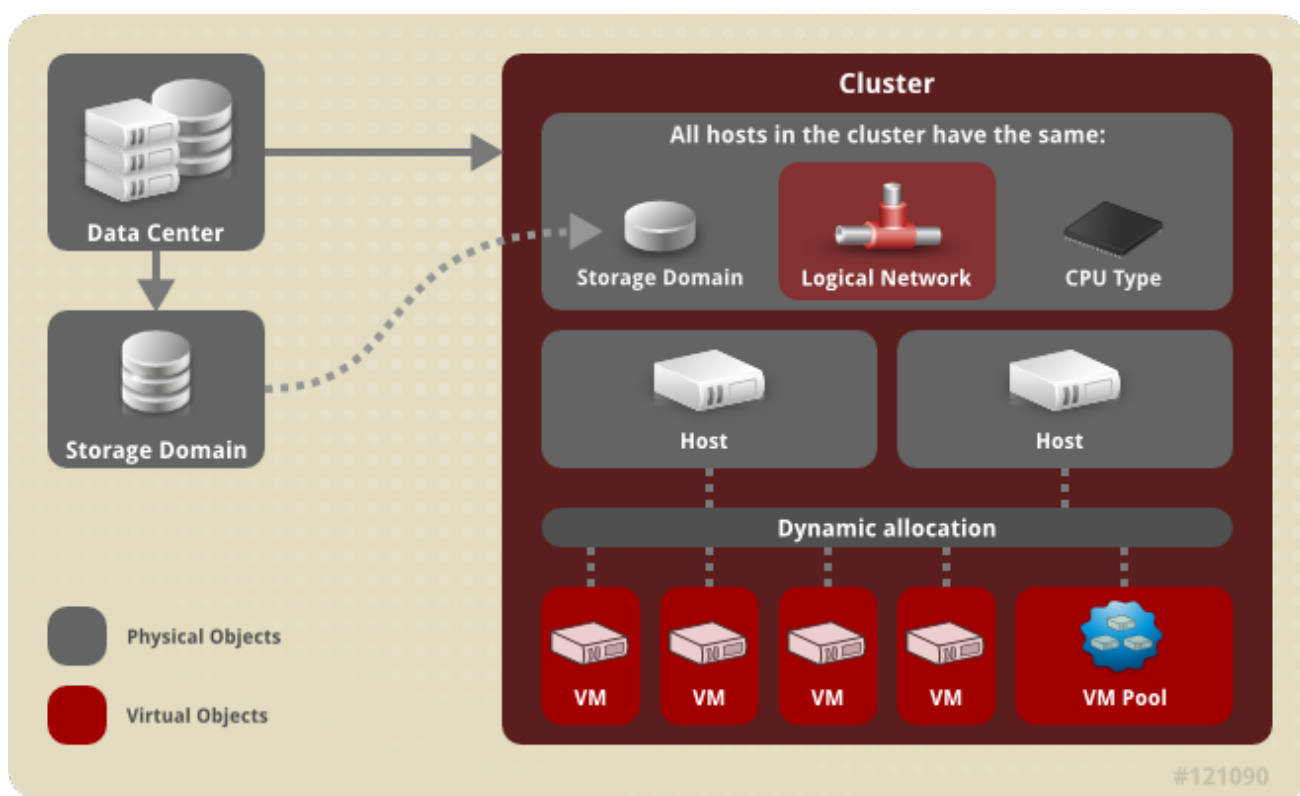 Data Center
Storage Domain
Cluster
All hosts in the cluster have the same:
Storage Domain
Logical Network
CPU Type
Host
Host
Dynamic allocation
VM
VM
VM
VM
VM Pool
Physical Objects
Virtual Objects
#121090